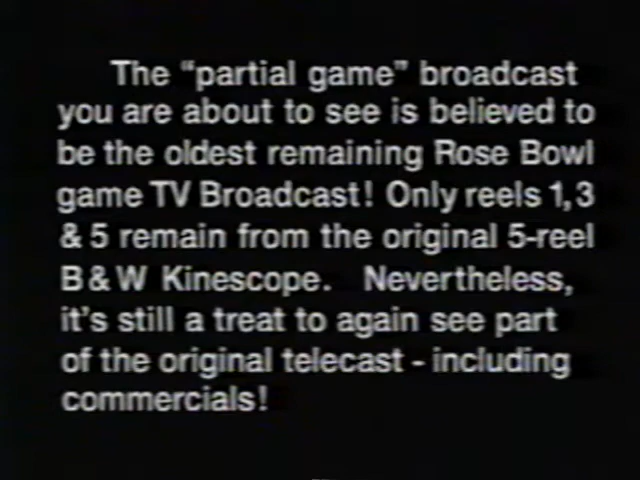 The "partial game" broadcast
you are about to see is believed to
be the oldest remaining Rose Bowl
game TV Broadcast! Only reels 1,3
& 5 remain from the original 5-reel
B & W Kinescope. Nevertheless,
it's still a treat to again see part
of the original telecast - including
commercials!